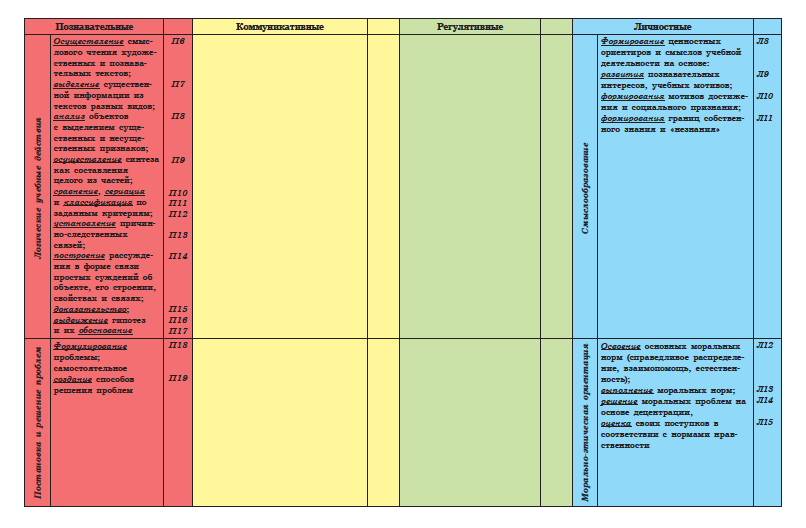 Познавательные
Коммуникативные
Регулятивные
Личностные
Логические учебные действия
Осуществление смыс-
лового чтения художе-
ственных и познава-
тельных текстов;
выделение существен-
ной информации из
текстов разных видов;
анализ объектов
с выделением суще-
ственных и несуще-
ственных признаков;
осуществление синтеза
как составления
целого из частей;
сравнение, сериация
и классификация по
заданным критериям;
установление причин-
но-следственных
связей;
построение рассужде-
ния в форме связи
простых суждений об
объекте, его строении,
свойствах и связях;
доказательство;
выдвижение гипотез
и их обоснование
П6
П7
П8
П9
П10
П11
П12
П13
П14
П15
П16
П17
Смыслообразование
Формирование ценностных
ориентиров и смыслов учебной
деятельности на основе:
развития познавательных
интересов, учебных мотивов;
формирования мотивов достиже-
ния и социального признания;
формирования границ собствен-
ного знания и «незнания»
Л8
Л9
Л10
Л11
Постановка и решение проблем
Формулирование
проблемы;
самостоятельное
создание способов
решения проблем
П18
П19
Морально-этическая ориентация
Освоение основных моральных
норм (справедливое распределе-
ние, взаимопомощь, естествен-
ность);
выполнение моральных норм;
решение моральных проблем на
основе децентрации,
оценка своих поступков в
соответствии с нормами нрав-
ственности
Л12
Л13
Л14
Л15